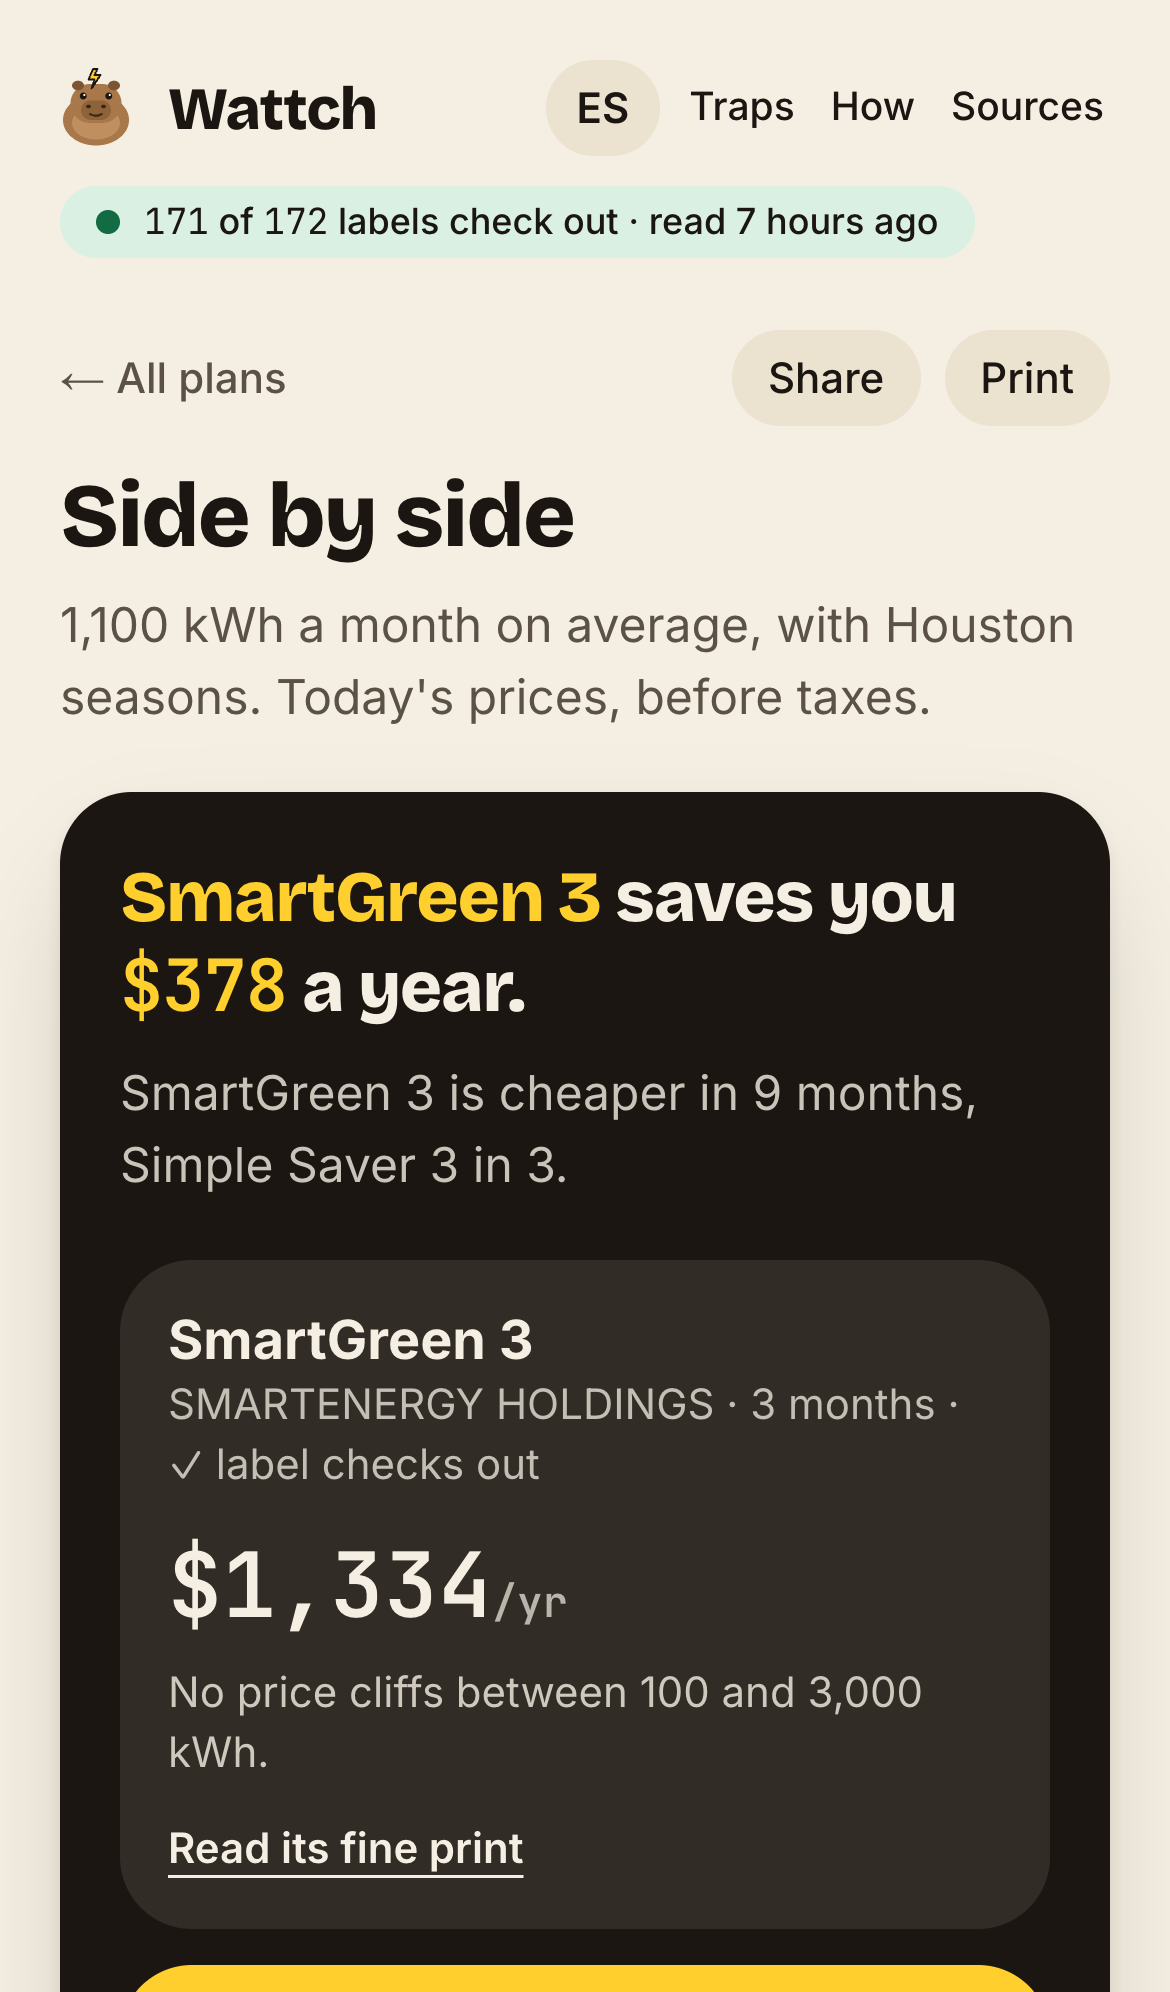 Wattch
ES Traps How Sources
171 of 172 labels check out · read 7 hours ago
← All plans
Share Print
Side by side
1,100 kWh a month on average, with Houston
seasons. Today's prices, before taxes.
SmartGreen 3 saves you
$378 a year.
SmartGreen 3 is cheaper in 9 months,
Simple Saver 3 in 3.
SmartGreen 3
SMARTENERGY HOLDINGS · 3 months ·
✓ label checks out
$1,334/yr
No price cliffs between 100 and 3,000
kWh.
Read its fine print